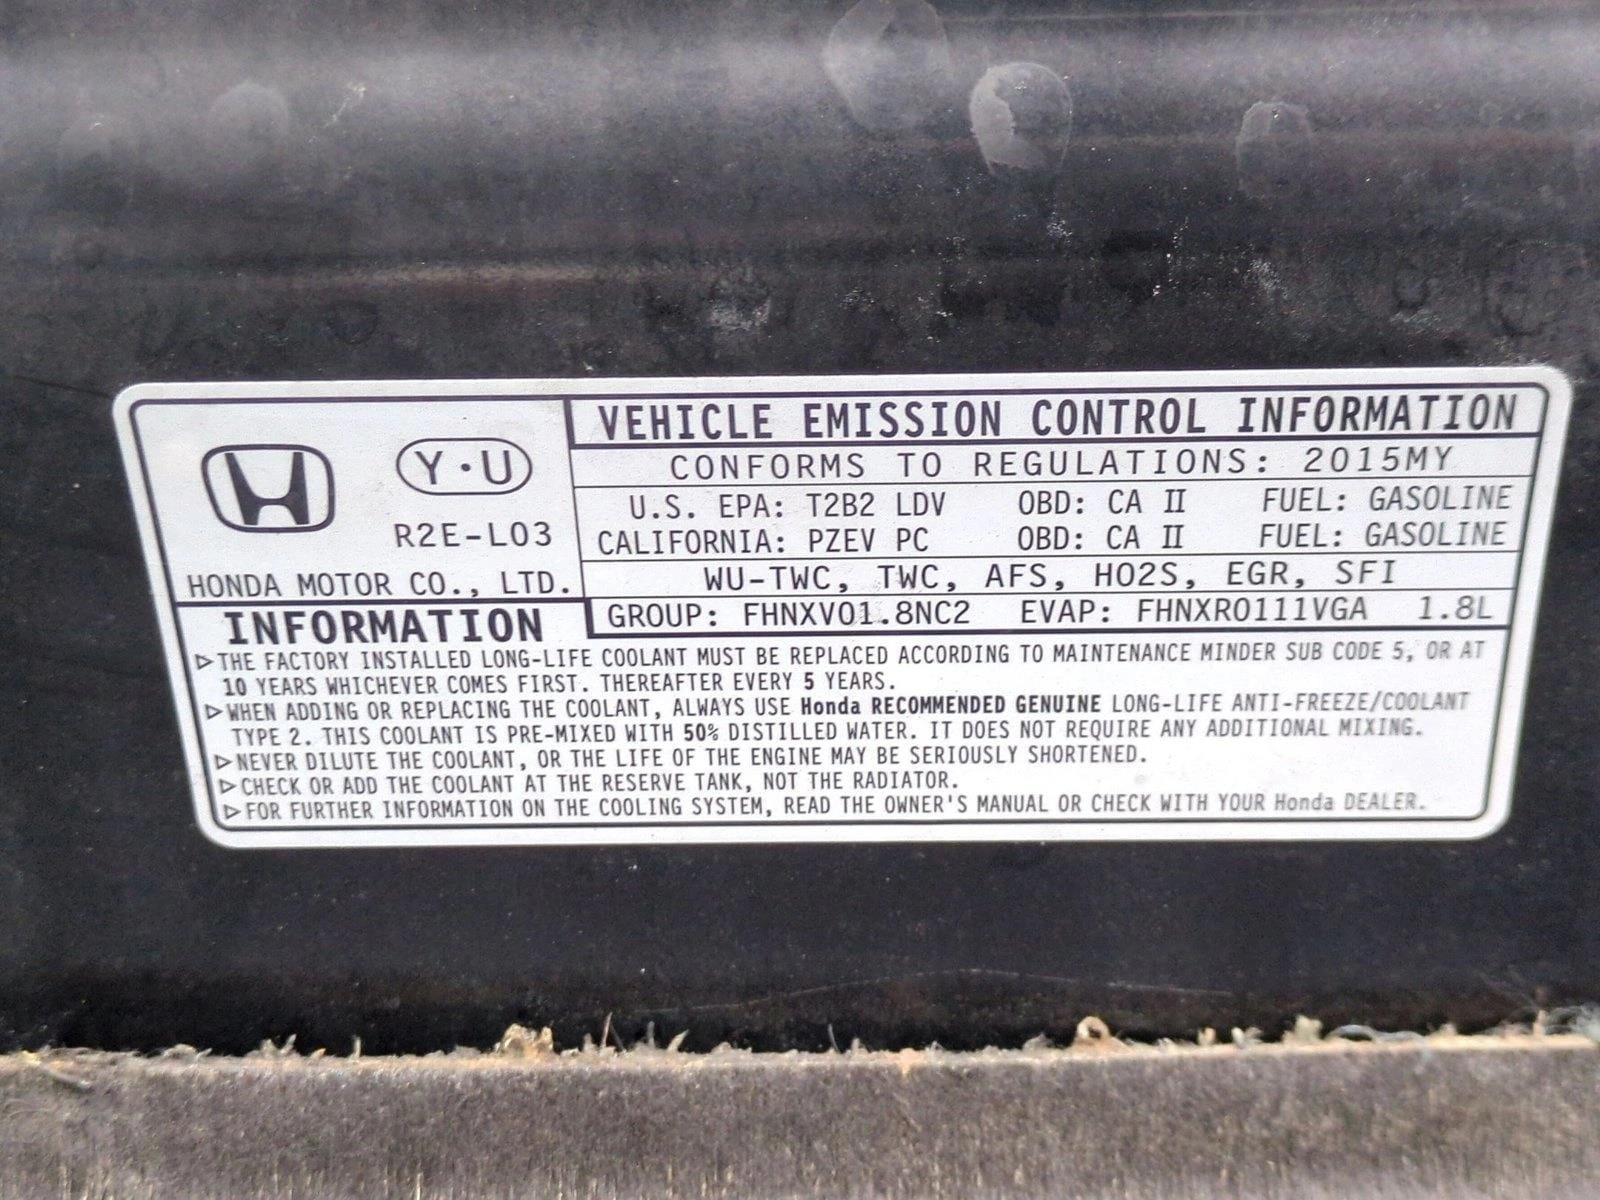 VEHICLE EMISSION CONTROL INFORMATION
Y·U
R2E-L03
HONDA MOTOR CO., LTD.
CONFORMS TO REGULATIONS: 2015MY
U.S. EPA: T2B2 LDV OBD: CA II FUEL: GASOLINE
CALIFORNIA: PZEV PC OBD: CA II FUEL: GASOLINE
WU-TWC, TWC, AFS, HO2S, EGR, SFI
GROUP: FHNXV01.8NC2 EVAP: FHNXR0111VGA 1.8L
INFORMATION
▷THE FACTORY INSTALLED LONG-LIFE COOLANT MUST BE REPLACED ACCORDING TO MAINTENANCE MINDER SUB CODE 5, OR AT
10 YEARS WHICHEVER COMES FIRST. THEREAFTER EVERY 5 YEARS.
▷WHEN ADDING OR REPLACING THE COOLANT, ALWAYS USE Honda RECOMMENDED GENUINE LONG-LIFE ANTI-FREEZE/COOLANT
TYPE 2. THIS COOLANT IS PRE-MIXED WITH 50% DISTILLED WATER. IT DOES NOT REQUIRE ANY ADDITIONAL MIXING.
▷NEVER DILUTE THE COOLANT, OR THE LIFE OF THE ENGINE MAY BE SERIOUSLY SHORTENED.
▷CHECK OR ADD THE COOLANT AT THE RESERVE TANK, NOT THE RADIATOR.
▷FOR FURTHER INFORMATION ON THE COOLING SYSTEM, READ THE OWNER'S MANUAL OR CHECK WITH YOUR Honda DEALER.